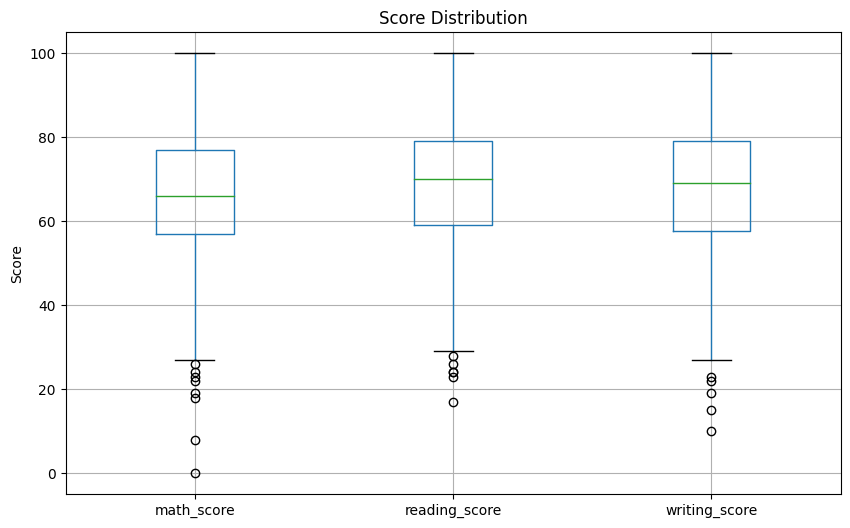 Score Distribution
100
80
60
40
20
0
Score
math_score
reading_score
writing_score